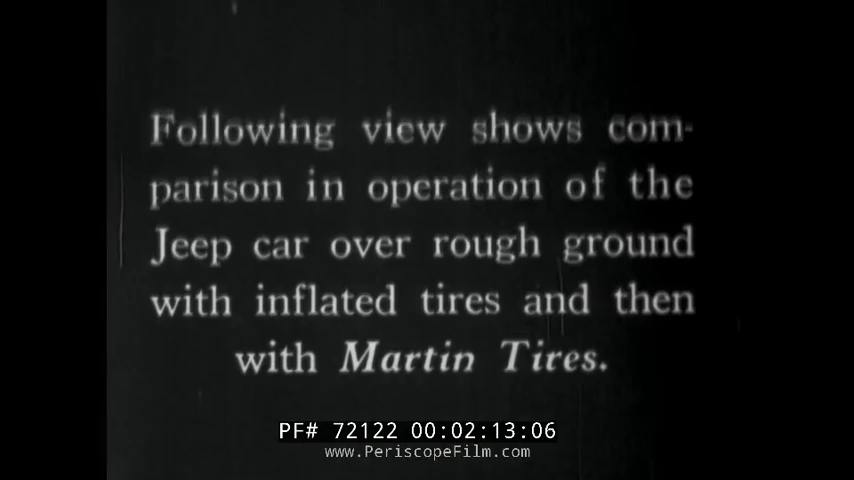 Following view shows com-
parison in operation of the
Jeep car over rough ground
with inflated tires and then
with Martin Tires.
PF# 72122 00:02:13:06
www.PeriscopeFilm.com